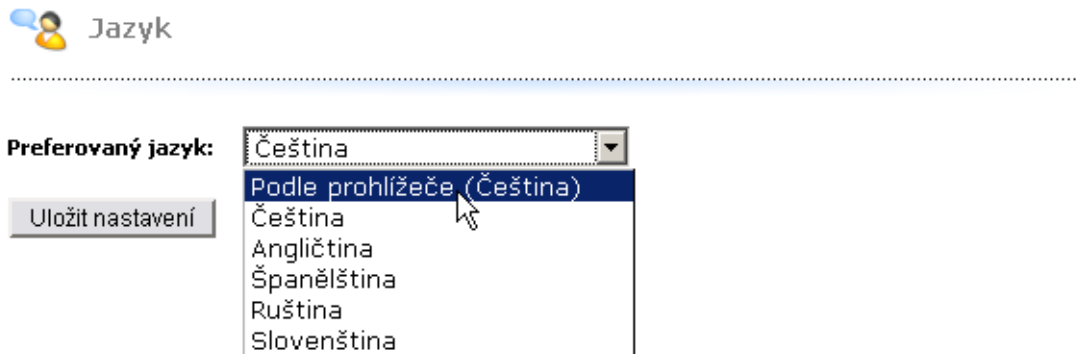 Jazyk
Preferovaný jazyk: Čeština
Podle prohlížeče (Čeština)
Uložit nastavení
Čeština
Angličtina
Španělština
Ruština
Slovenština